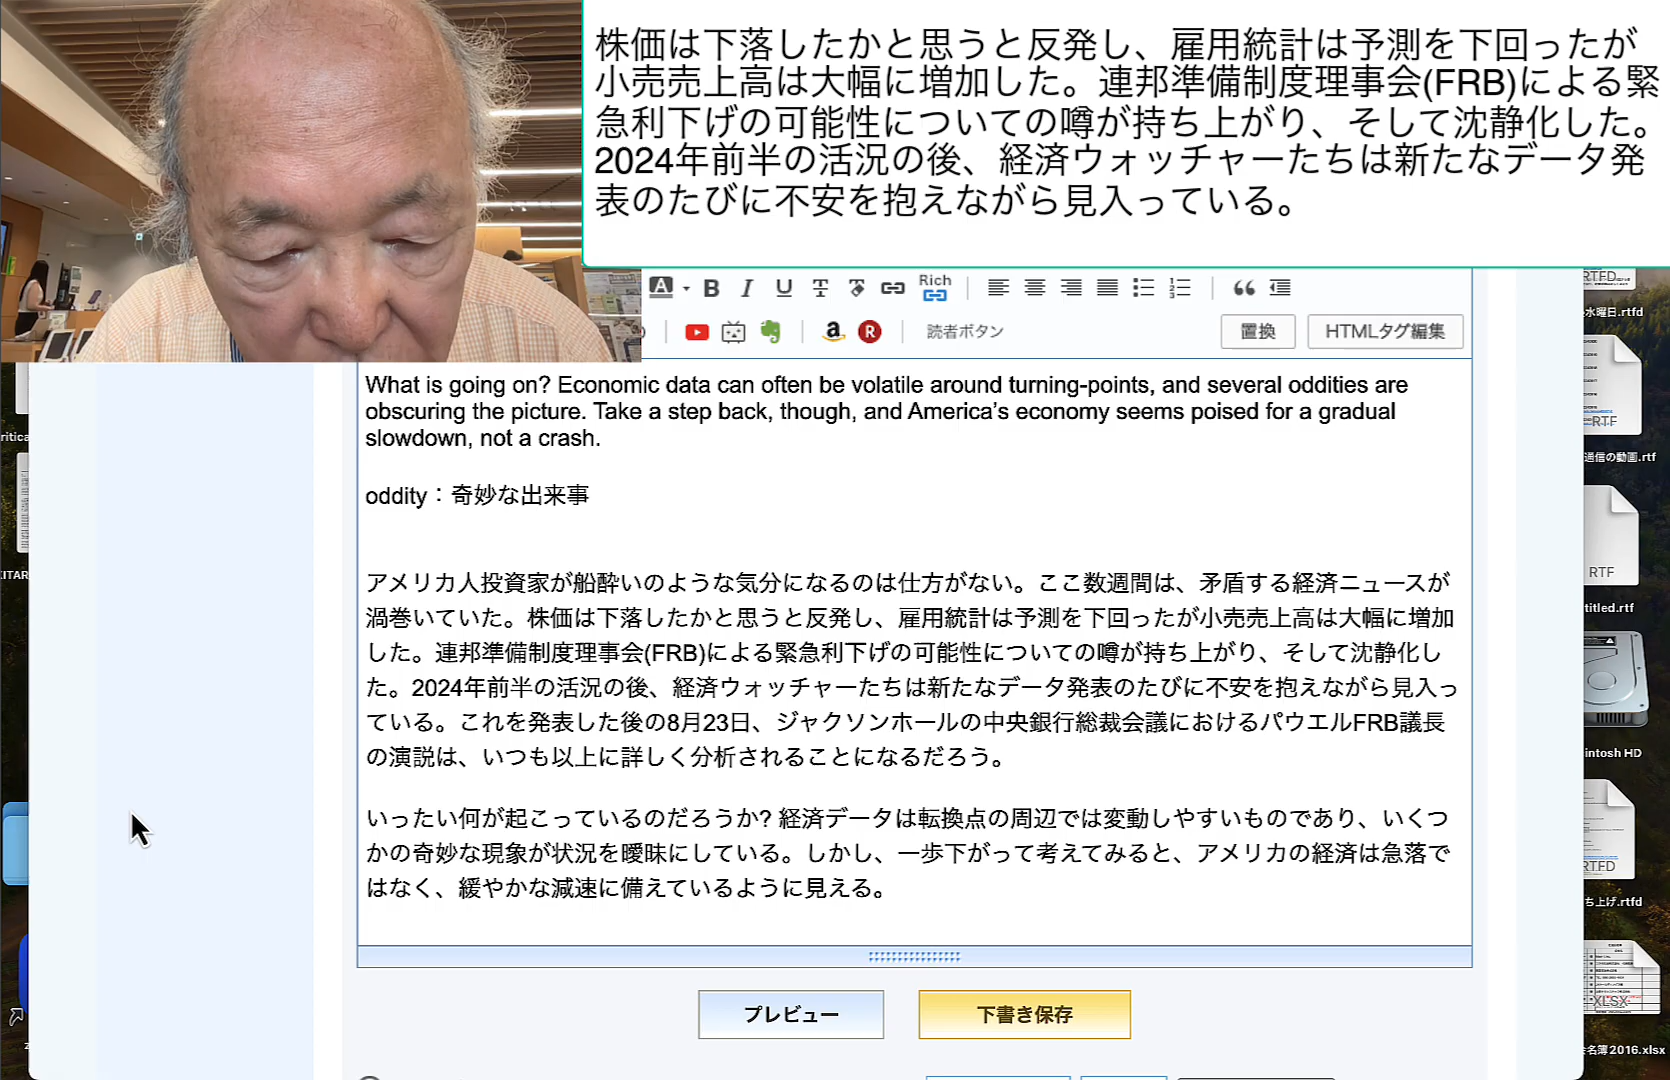 株価は下落したかと思うと反発し、雇用統計は予測を下回ったが
小売売上高は大幅に増加した。連邦準備制度理事会(FRB)による緊
急利下げの可能性についての噂が持ち上がり、そして沈静化した。
2024年前半の活況の後、経済ウォッチャーたちは新たなデータ発
表のたびに不安を抱えながら見入っている。
A B I U T Rich
a R 読者ボタン 置換 HTMLタグ編集
What is going on? Economic data can often be volatile around turning-points, and several oddities are
obscuring the picture. Take a step back, though, and America's economy seems poised for a gradual
slowdown, not a crash.
oddity：奇妙な出来事
アメリカ人投資家が船酔いのような気分になるのは仕方がない。ここ数週間は、矛盾する経済ニュースが
渦巻いていた。株価は下落したかと思うと反発し、雇用統計は予測を下回ったが小売売上高は大幅に増加
した。連邦準備制度理事会(FRB)による緊急利下げの可能性についての噂が持ち上がり、そして沈静化し
た。2024年前半の活況の後、経済ウォッチャーたちは新たなデータ発表のたびに不安を抱えながら見入っ
ている。これを発表した後の8月23日、ジャクソンホールの中央銀行総裁会議におけるパウエルFRB議長
の演説は、いつも以上に詳しく分析されることになるだろう。
いったい何が起こっているのだろうか? 経済データは転換点の周辺では変動しやすいものであり、いくつ
かの奇妙な現象が状況を曖昧にしている。しかし、一歩下がって考えてみると、アメリカの経済は急落で
はなく、緩やかな減速に備えているように見える。
プレビュー 下書き保存
RTFD
水曜日.rtf
RTF
通信の動画.rtf
RTF
titled.rtf
intosh HD
RTFD
ち上げ.rtfd
XLSX
名簿2016.xlsx
ritica
ITAR